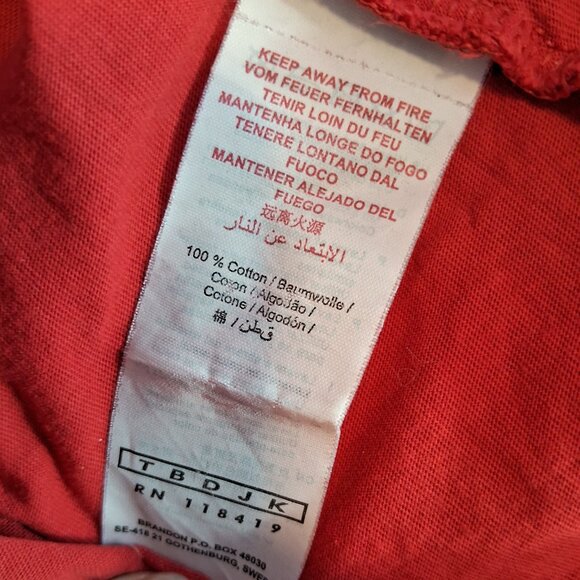 KEEP AWAY FROM FIRE
VOM FEUER FERNHALTEN
TENIR LOIN DU FEU
MANTENHA LONGE DO FOGO
TENERE LONTANO DAL
FUOCO
MANTENER ALEJADO DEL
FUEGO
远离火源
الابتعاد عن النار
100 % Cotton / Baumwolle /
Coton / Algodão /
Cotone / Algodón /
棉 / قطن /
TBDJK
RN 118419
BRANDON P.O. BOX 48030
SE-418 21 GOTHENBURG,